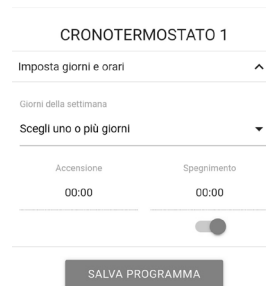 CRONOTERMOSTATO 1
Imposta giorni e orari
Giorni della settimana
Scegli uno o più giorni
Accensione Spegnimento
00:00 00:00
SALVA PROGRAMMA